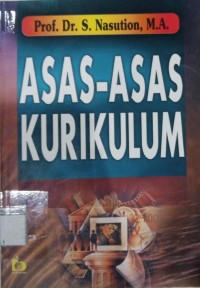 Prof. Dr. S. Nasution, M.A.
ASAS-ASAS
KURIKULUM